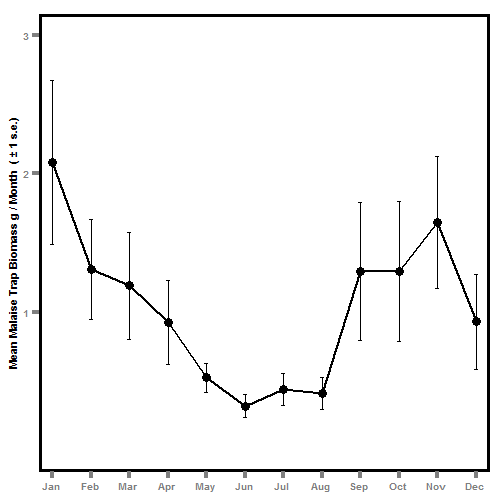 Mean Malaise Trap Biomass g / Month ( ± 1 s.e.)
3
2
1
Jan Feb Mar Apr May Jun Jul Aug Sep Oct Nov Dec